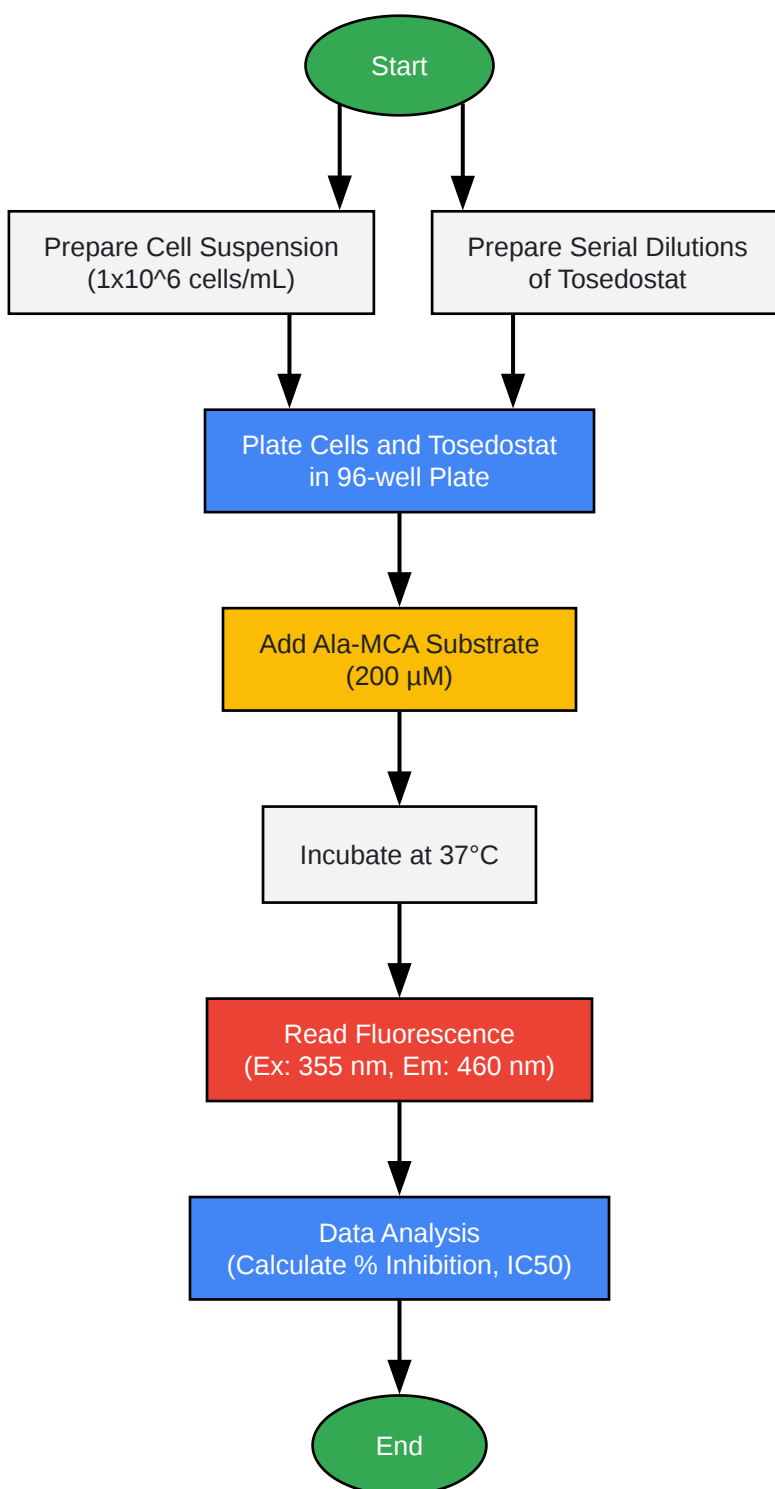 Start
Prepare Cell Suspension
(1x10^6 cells/mL)
Prepare Serial Dilutions
of Tosedostat
Plate Cells and Tosedostat
in 96-well Plate
Add Ala-MCA Substrate
(200 µM)
Incubate at 37°C
Read Fluorescence
(Ex: 355 nm, Em: 460 nm)
Data Analysis
(Calculate % Inhibition, IC50)
End